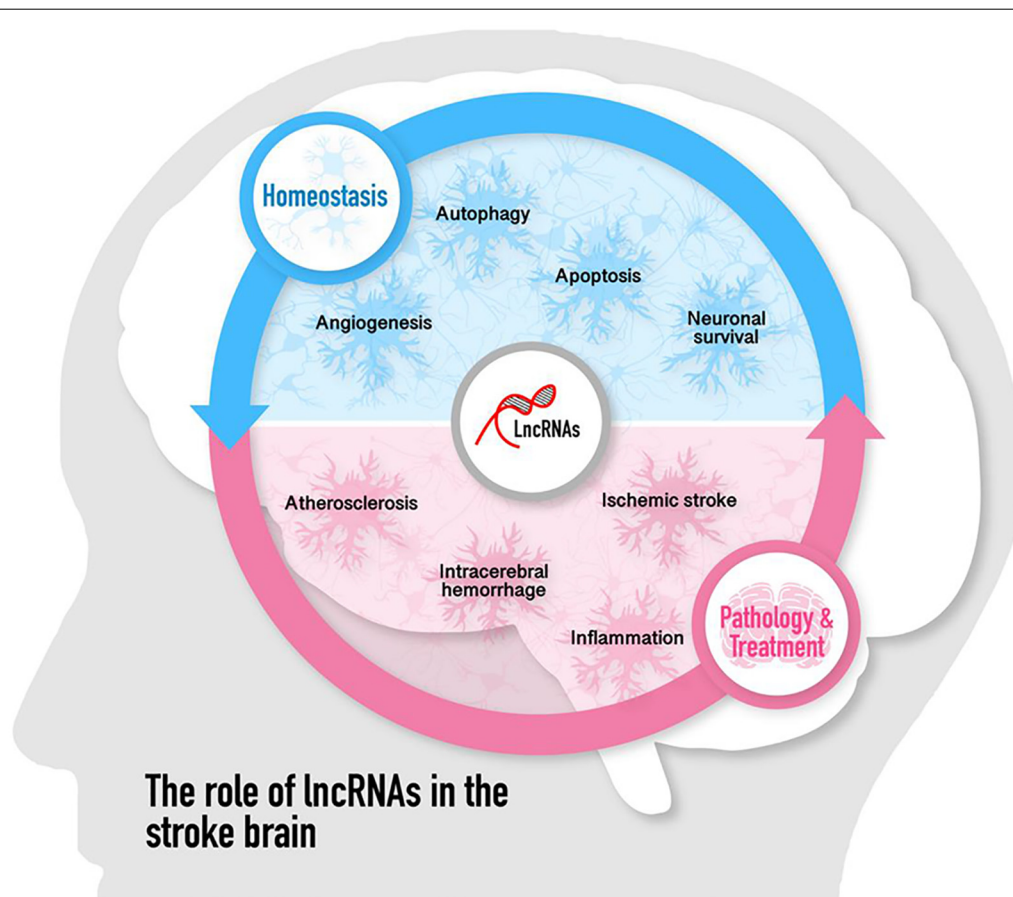 Homeostasis
Autophagy
Apoptosis
Angiogenesis
Neuronal
survival
LncRNAs
Atherosclerosis
Ischemic stroke
Intracerebral
hemorrhage
Inflammation
Pathology &
Treatment
The role of lncRNAs in the
stroke brain